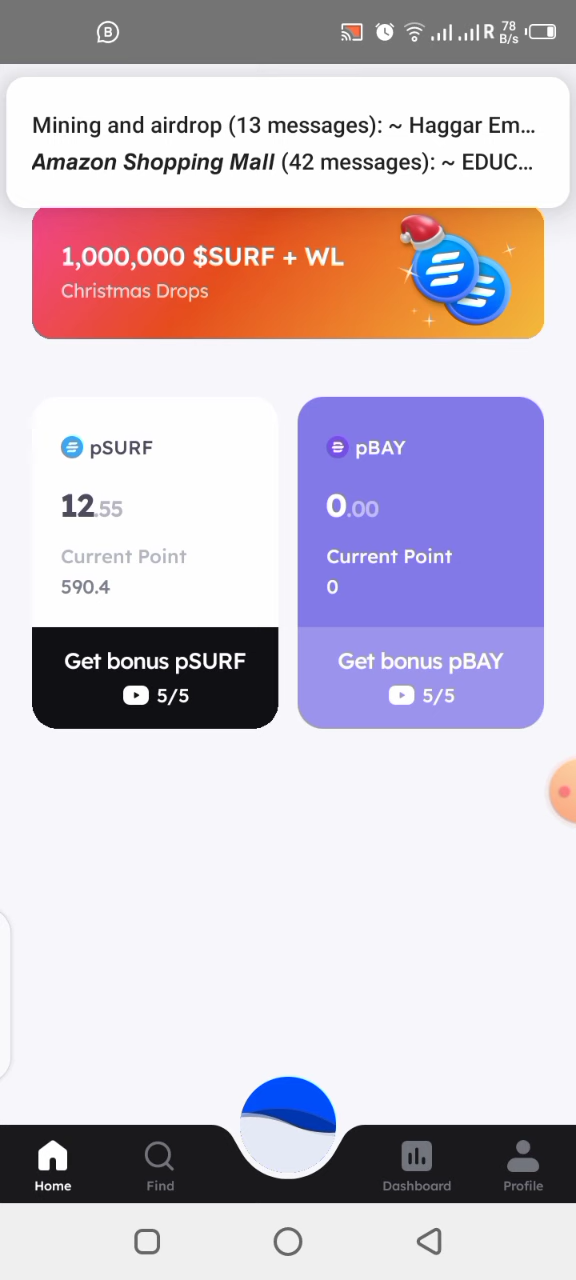 B
R 78 B/s
Mining and airdrop (13 messages): ~ Haggar Em...
Amazon Shopping Mall (42 messages): ~ EDUC...
1,000,000 $SURF + WL
Christmas Drops
pSURF
12.55
Current Point
590.4
Get bonus pSURF
5/5
pBAY
0.00
Current Point
0
Get bonus pBAY
5/5
Home
Find
Dashboard
Profile